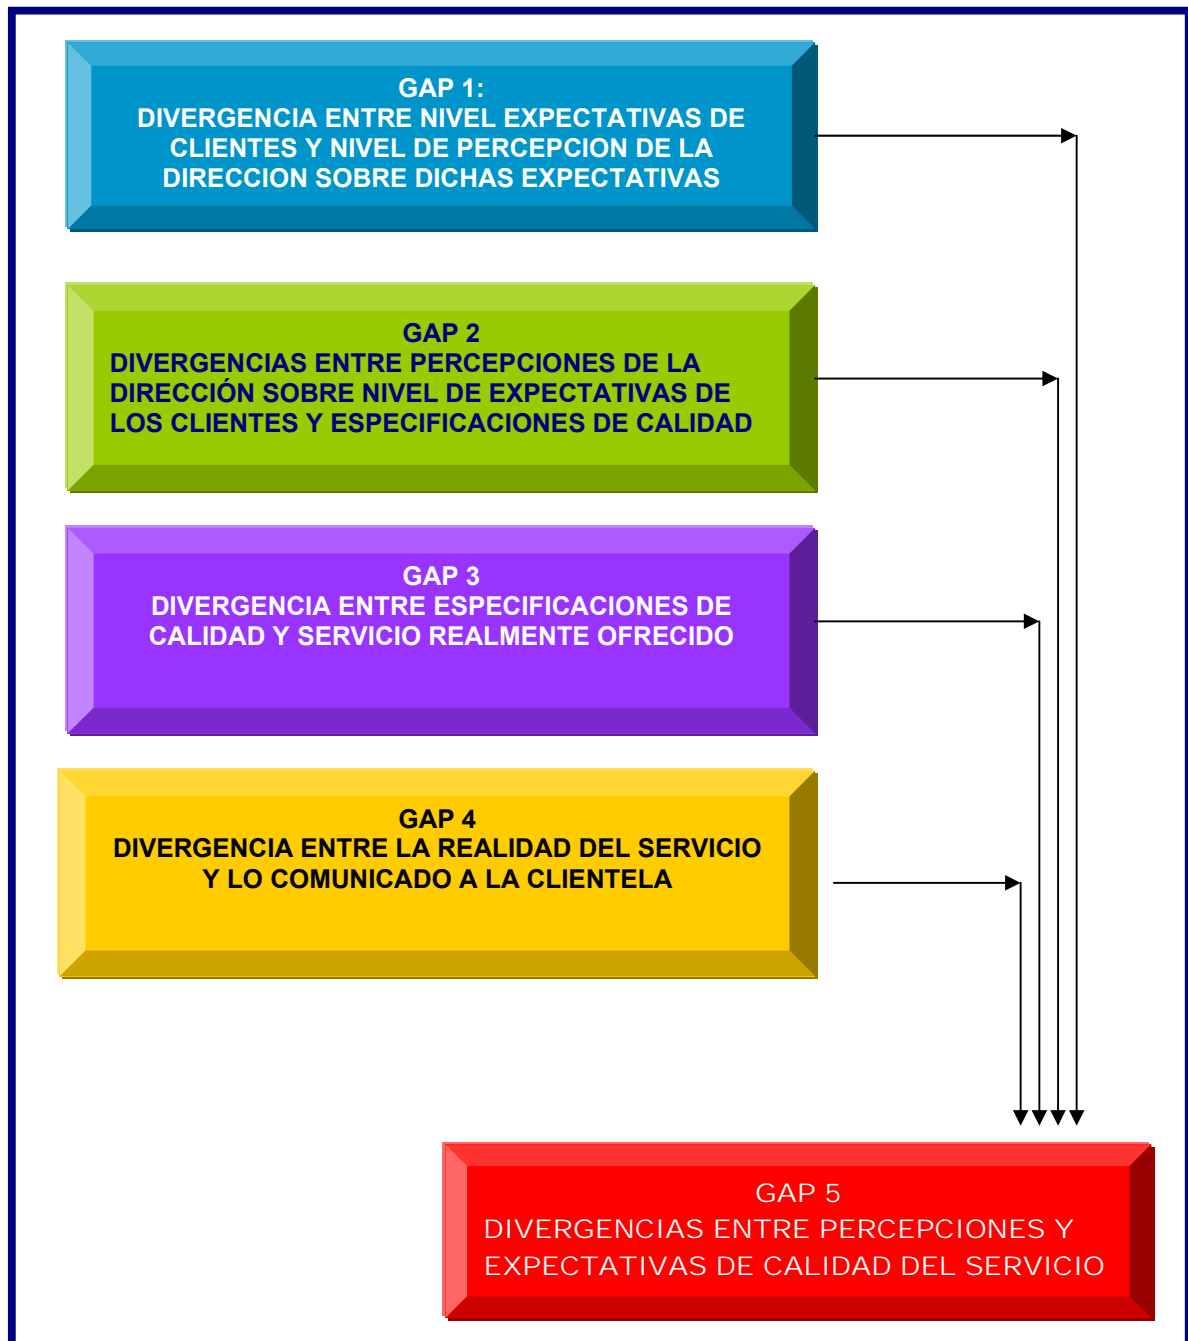 GAP 1:
DIVERGENCIA ENTRE NIVEL EXPECTATIVAS DE
CLIENTES Y NIVEL DE PERCEPCION DE LA
DIRECCION SOBRE DICHAS EXPECTATIVAS
GAP 2
DIVERGENCIAS ENTRE PERCEPCIONES DE LA
DIRECCIÓN SOBRE NIVEL DE EXPECTATIVAS DE
LOS CLIENTES Y ESPECIFICACIONES DE CALIDAD
GAP 3
DIVERGENCIA ENTRE ESPECIFICACIONES DE
CALIDAD Y SERVICIO REALMENTE OFRECIDO
GAP 4
DIVERGENCIA ENTRE LA REALIDAD DEL SERVICIO
Y LO COMUNICADO A LA CLIENTELA
GAP 5
DIVERGENCIAS ENTRE PERCEPCIONES Y
EXPECTATIVAS DE CALIDAD DEL SERVICIO